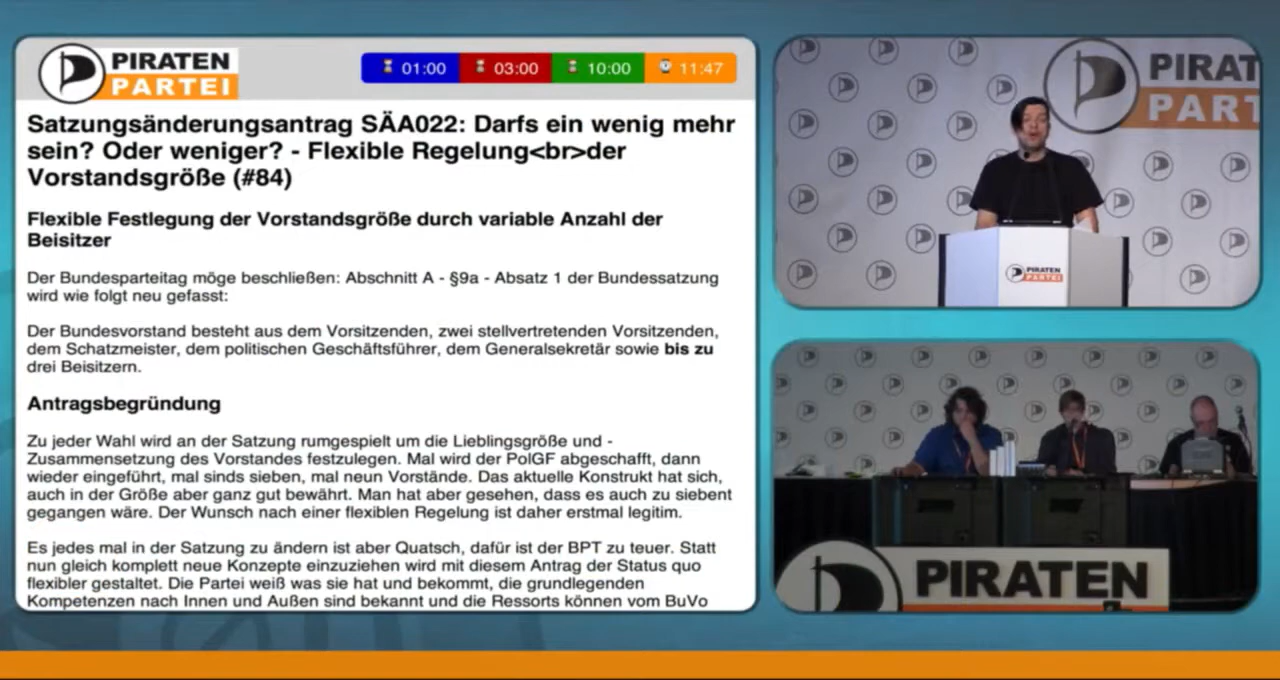 PIRATEN
PARTEI
01:00 03:00 10:00 11:47
Satzungsänderungsantrag SÄA022: Darfs ein wenig mehr
sein? Oder weniger? - Flexible Regelung<br>der
Vorstandsgröße (#84)
Flexible Festlegung der Vorstandsgröße durch variable Anzahl der
Beisitzer
Der Bundesparteitag möge beschließen: Abschnitt A - §9a - Absatz 1 der Bundessatzung
wird wie folgt neu gefasst:
Der Bundesvorstand besteht aus dem Vorsitzenden, zwei stellvertretenden Vorsitzenden,
dem Schatzmeister, dem politischen Geschäftsführer, dem Generalsekretär sowie bis zu
drei Beisitzern.
Antragsbegründung
Zu jeder Wahl wird an der Satzung rumgespielt um die Lieblingsgröße und -
Zusammensetzung des Vorstandes festzulegen. Mal wird der PolGF abgeschafft, dann
wieder eingeführt, mal sinds sieben, mal neun Vorstände. Das aktuelle Konstrukt hat sich,
auch in der Größe aber ganz gut bewährt. Man hat aber gesehen, dass es auch zu siebent
gegangen wäre. Der Wunsch nach einer flexiblen Regelung ist daher erstmal legitim.
Es jedes mal in der Satzung zu ändern ist aber Quatsch, dafür ist der BPT zu teuer. Statt
nun gleich komplett neue Konzepte einzuziehen wird mit diesem Antrag der Status quo
flexibler gestaltet. Die Partei weiß was sie hat und bekommt, die grundlegenden
Kompetenzen nach Innen und Außen sind bekannt und die Ressorts können vom BuVo
PIRAT
PART
PIRATEN
PARTEI
PIRATEN